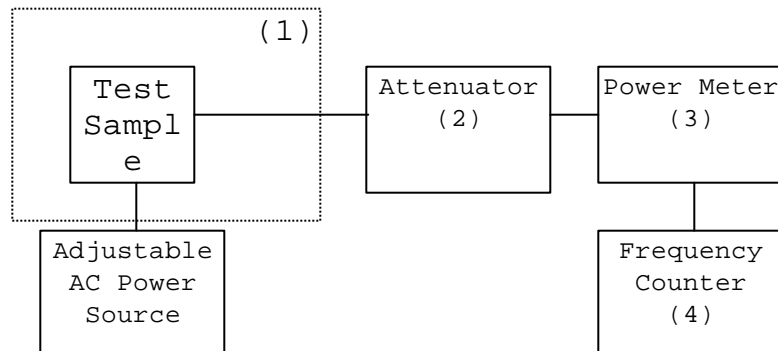 (1)
Test
Sampl
e
Attenuator
(2)
Power Meter
(3)
Adjustable
AC Power
Source
Frequency
Counter
(4)